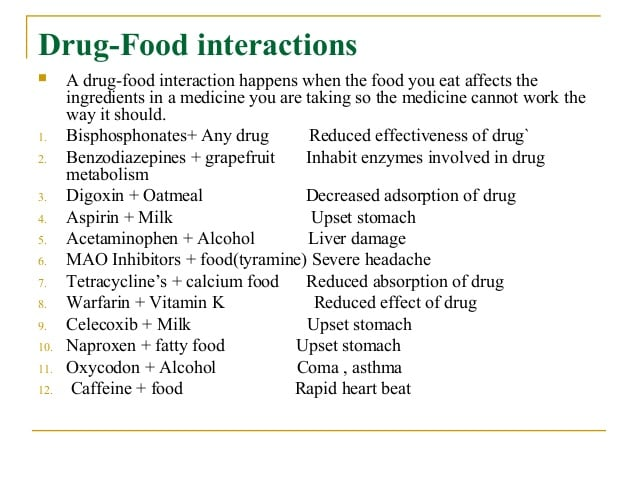 Drug-Food interactions
A drug-food interaction happens when the food you eat affects the
ingredients in a medicine you are taking so the medicine cannot work the
way it should.
1. Bisphosphonates+ Any drug Reduced effectiveness of drug`
2. Benzodiazepines + grapefruit Inhabit enzymes involved in drug
metabolism
3. Digoxin + Oatmeal Decreased adsorption of drug
4. Aspirin + Milk Upset stomach
5. Acetaminophen + Alcohol Liver damage
6. MAO Inhibitors + food(tyramine) Severe headache
7. Tetracycline’s + calcium food Reduced absorption of drug
8. Warfarin + Vitamin K Reduced effect of drug
9. Celecoxib + Milk Upset stomach
10. Naproxen + fatty food Upset stomach
11. Oxycodon + Alcohol Coma , asthma
12. Caffeine + food Rapid heart beat